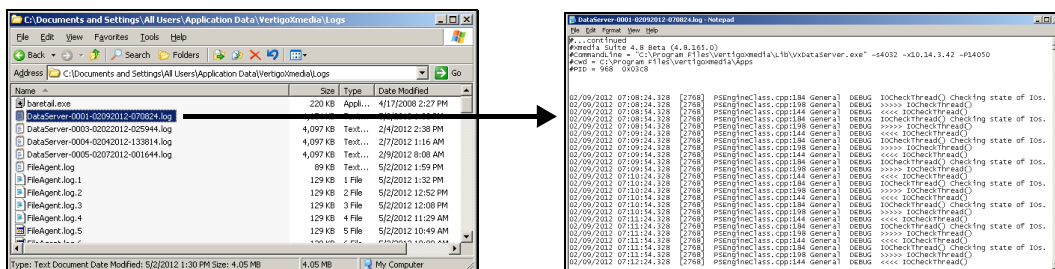 C:\Documents and Settings\All Users\Application Data\VertigoXmedia\Logs
File Edit View Favorites Tools Help
Back Search Folders
Address C:\Documents and Settings\All Users\Application Data\VertigoXmedia\Logs Go
Name Size Type Date Modified
baretail.exe 220 KB Appli... 4/17/2008 2:27 PM
DataServer-0001-02092012-070824.log
DataServer-0003-02022012-025944.log 4,097 KB Text... 2/4/2012 2:38 PM
DataServer-0004-02042012-133814.log 4,097 KB Text... 2/7/2012 1:16 AM
DataServer-0005-02072012-001644.log 4,097 KB Text... 2/9/2012 8:08 AM
FileAgent.log 89 KB Text... 5/2/2012 1:59 PM
FileAgent.log.1 129 KB 1 File 5/2/2012 1:32 PM
FileAgent.log.2 129 KB 2 File 5/2/2012 12:52 PM
FileAgent.log.3 129 KB 3 File 5/2/2012 12:08 PM
FileAgent.log.4 129 KB 4 File 5/2/2012 11:29 AM
FileAgent.log.5 129 KB 5 File 5/2/2012 10:49 AM
Type: Text Document Date Modified: 5/2/2012 1:30 PM Size: 4.05 MB 4.05 MB My Computer
DataServer-0001-02092012-070824.log - Notepad
File Edit Format View Help
#...continued
#Xmedia Suite 4.8 Beta (4.8.165.0)
#CommandLine = "C:\Program Files\VertigoXmedia\Lib\VxDataServer.exe" -s4032 -x10.14.3.42 -P14050
#cwd = C:\Program Files\VertigoXmedia\Apps
#PID = 968 0x03c8
02/09/2012 07:08:24.328 [2768] PSEngineClass.cpp:184 General DEBUG IOCheckThread() Checking state of IOs.
02/09/2012 07:08:24.328 [2768] PSEngineClass.cpp:198 General DEBUG >>>>> IOCheckThread()
02/09/2012 07:08:54.328 [2768] PSEngineClass.cpp:144 General DEBUG <<<< IOCheckThread()
02/09/2012 07:08:54.328 [2768] PSEngineClass.cpp:184 General DEBUG IOCheckThread() Checking state of IOs.
02/09/2012 07:08:54.328 [2768] PSEngineClass.cpp:198 General DEBUG >>>>> IOCheckThread()
02/09/2012 07:09:24.328 [2768] PSEngineClass.cpp:144 General DEBUG <<<< IOCheckThread()
02/09/2012 07:09:24.328 [2768] PSEngineClass.cpp:184 General DEBUG IOCheckThread() Checking state of IOs.
02/09/2012 07:09:24.328 [2768] PSEngineClass.cpp:198 General DEBUG >>>>> IOCheckThread()
02/09/2012 07:09:54.328 [2768] PSEngineClass.cpp:144 General DEBUG <<<< IOCheckThread()
02/09/2012 07:09:54.328 [2768] PSEngineClass.cpp:184 General DEBUG IOCheckThread() Checking state of IOs.
02/09/2012 07:09:54.328 [2768] PSEngineClass.cpp:198 General DEBUG >>>>> IOCheckThread()
02/09/2012 07:10:24.328 [2768] PSEngineClass.cpp:144 General DEBUG <<<< IOCheckThread()
02/09/2012 07:10:24.328 [2768] PSEngineClass.cpp:184 General DEBUG IOCheckThread() Checking state of IOs.
02/09/2012 07:10:24.328 [2768] PSEngineClass.cpp:198 General DEBUG >>>>> IOCheckThread()
02/09/2012 07:10:54.328 [2768] PSEngineClass.cpp:144 General DEBUG <<<< IOCheckThread()
02/09/2012 07:10:54.328 [2768] PSEngineClass.cpp:184 General DEBUG IOCheckThread() Checking state of IOs.
02/09/2012 07:10:54.328 [2768] PSEngineClass.cpp:198 General DEBUG >>>>> IOCheckThread()
02/09/2012 07:11:24.328 [2768] PSEngineClass.cpp:144 General DEBUG <<<< IOCheckThread()
02/09/2012 07:11:24.328 [2768] PSEngineClass.cpp:184 General DEBUG IOCheckThread() Checking state of IOs.
02/09/2012 07:11:24.328 [2768] PSEngineClass.cpp:198 General DEBUG >>>>> IOCheckThread()
02/09/2012 07:11:54.328 [2768] PSEngineClass.cpp:144 General DEBUG <<<< IOCheckThread()
02/09/2012 07:11:54.328 [2768] PSEngineClass.cpp:184 General DEBUG IOCheckThread() Checking state of IOs.
02/09/2012 07:11:54.328 [2768] PSEngineClass.cpp:198 General DEBUG >>>>> IOCheckThread()
02/09/2012 07:12:24.328 [2768] PSEngineClass.cpp:144 General DEBUG <<<< IOCheckThread()